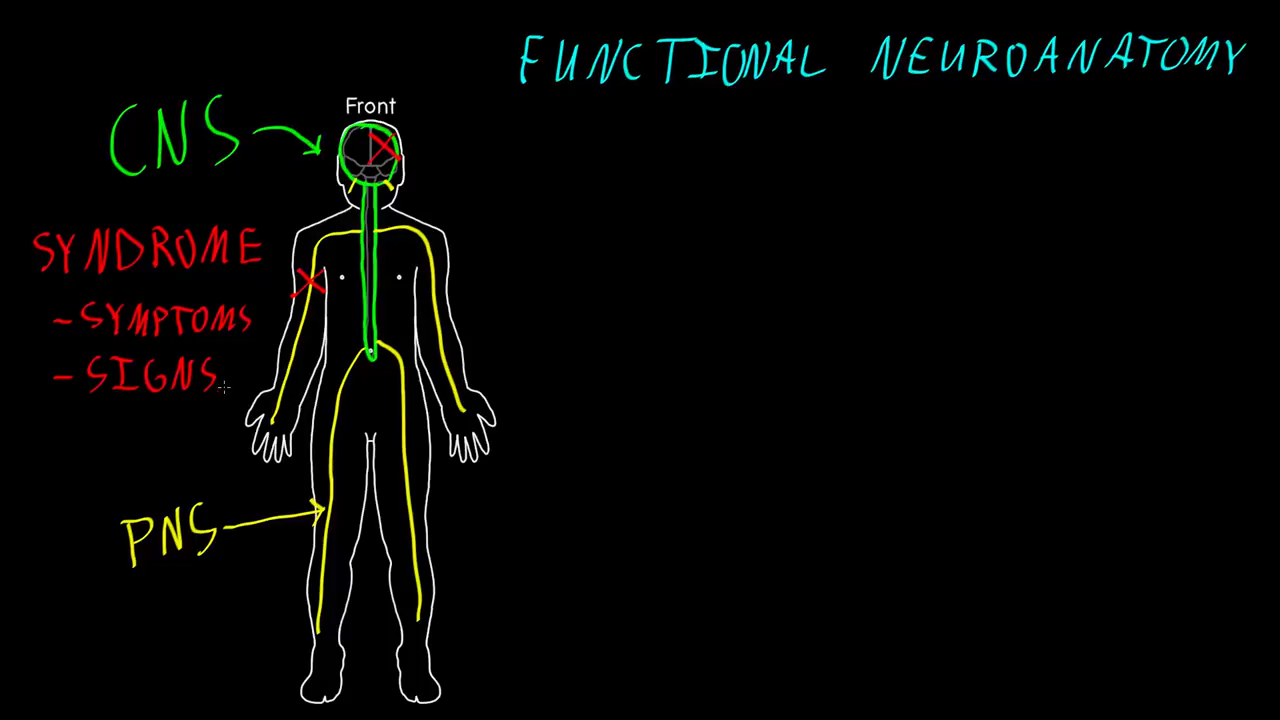 FUNCTIONAL NEUROANATOMY
Front
CNS
SYNDROME
- SYMPTOMS
- SIGNS
PNS